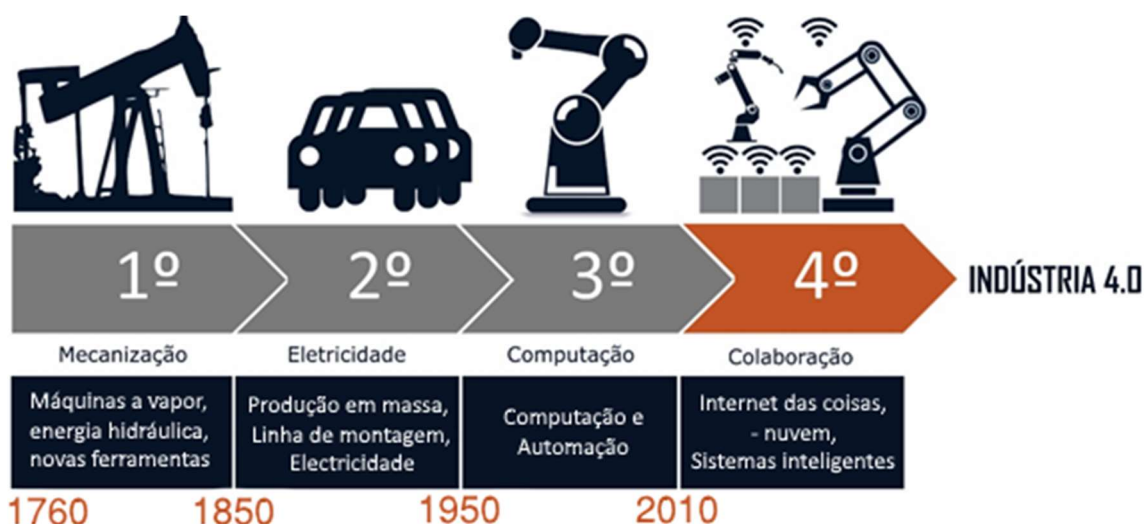 1º
2º
3º
4º
INDÚSTRIA 4.0
Mecanização
Eletricidade
Computação
Colaboração
Máquinas a vapor,
energia hidráulica,
novas ferramentas
Produção em massa,
Linha de montagem,
Electricidade
Computação e
Automação
Internet das coisas,
- nuvem,
Sistemas inteligentes
1760
1850
1950
2010